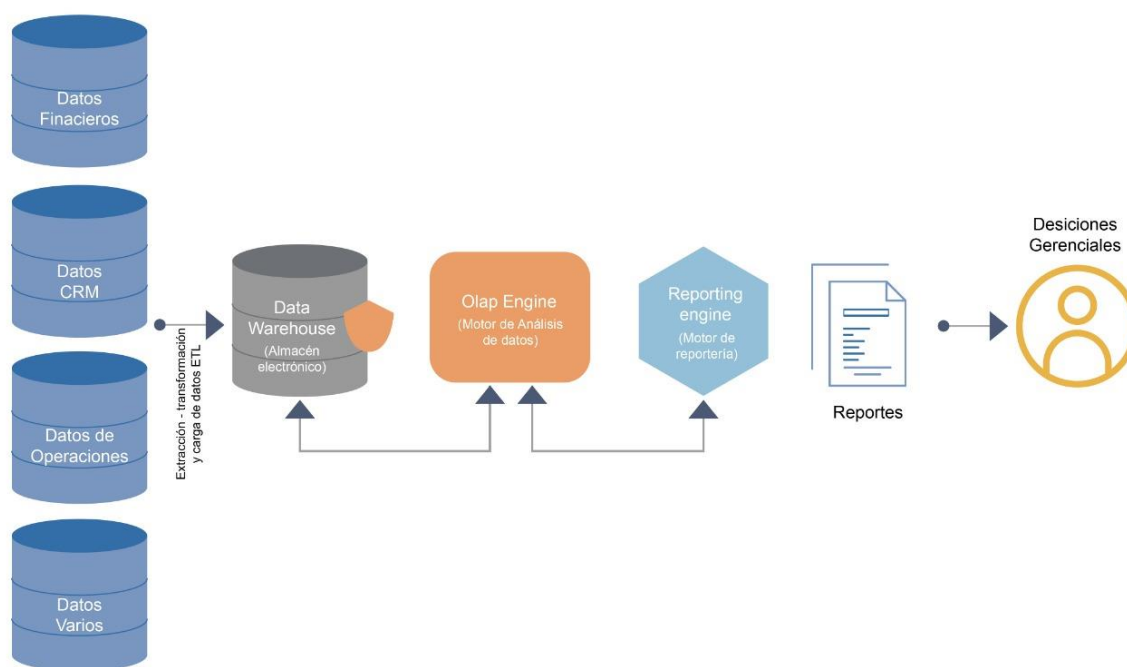 Datos
Finacieros
Datos
CRM
Datos de
Operaciones
Datos
Varios
Extracción - transformación
y carga de datos ETL
Data
Warehouse
(Almacén
electrónico)
Olap Engine
(Motor de Análisis
de datos)
Reporting
engine
(Motor de
reportería)
Reportes
Desiciones
Gerenciales